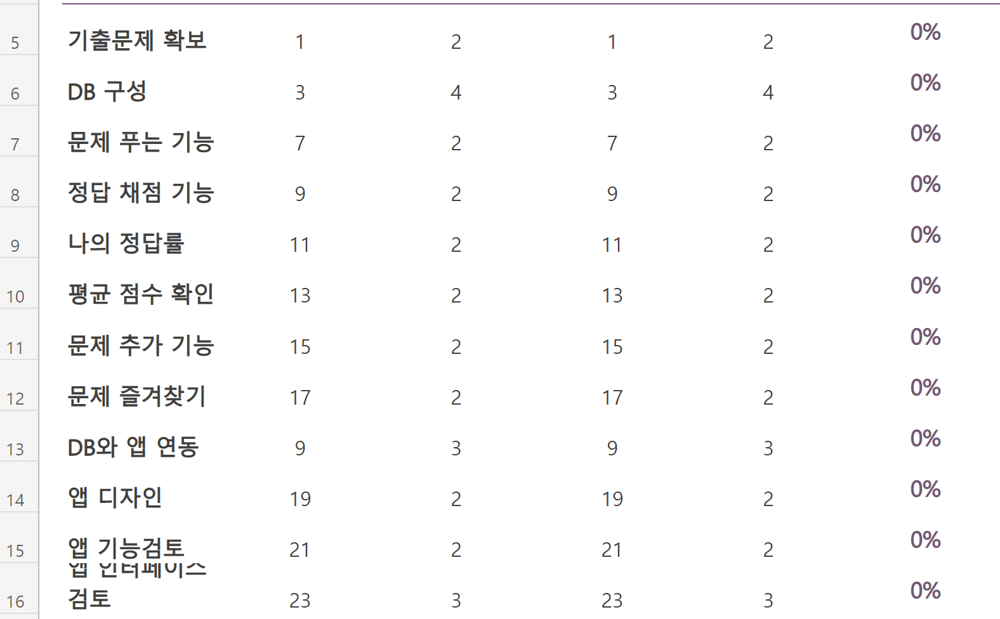 5 기출문제 확보 1 2 1 2 0%
6 DB 구성 3 4 3 4 0%
7 문제 푸는 기능 7 2 7 2 0%
8 정답 채점 기능 9 2 9 2 0%
9 나의 정답률 11 2 11 2 0%
10 평균 점수 확인 13 2 13 2 0%
11 문제 추가 기능 15 2 15 2 0%
12 문제 즐겨찾기 17 2 17 2 0%
13 DB와 앱 연동 9 3 9 3 0%
14 앱 디자인 19 2 19 2 0%
15 앱 기능검토 21 2 21 2 0%
앱 인터페이스
16 검토 23 3 23 3 0%